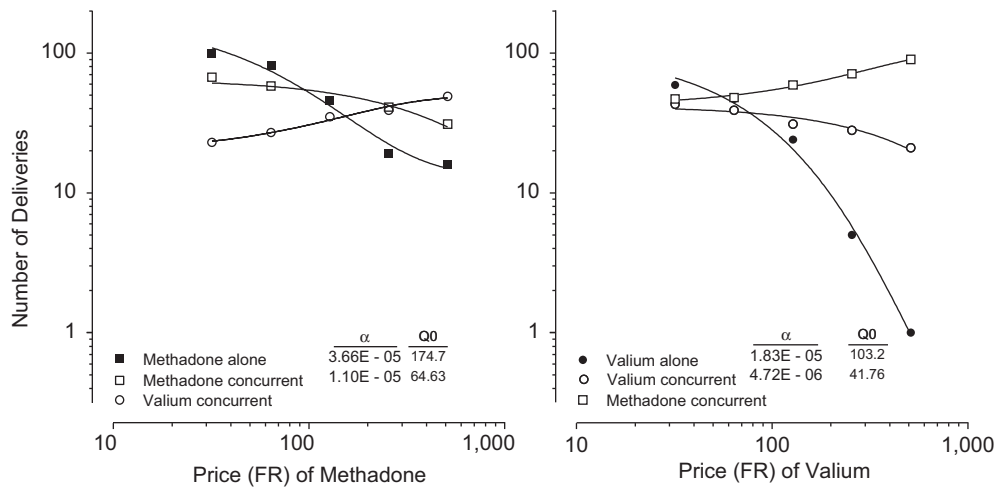 Number of Deliveries
100
10
1
α Q0
Methadone alone 3.66E - 05 174.7
Methadone concurrent 1.10E - 05 64.63
Valium concurrent
10 100 1,000
Price (FR) of Methadone
100
10
1
α Q0
Valium alone 1.83E - 05 103.2
Valium concurrent 4.72E - 06 41.76
Methadone concurrent
10 100 1,000
Price (FR) of Valium